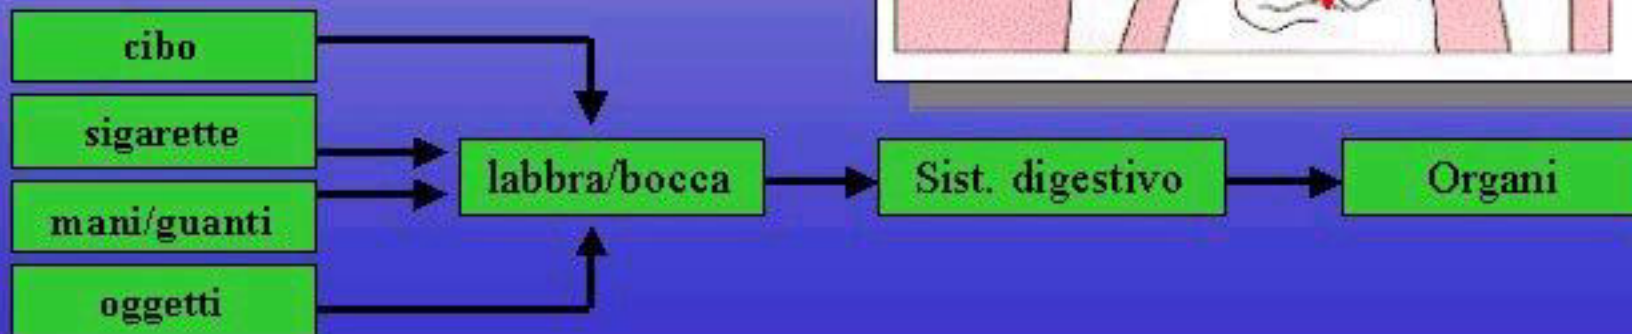 cibo
sigarette
mani/guanti
oggetti
labbra/bocca
Sist. digestivo
Organi